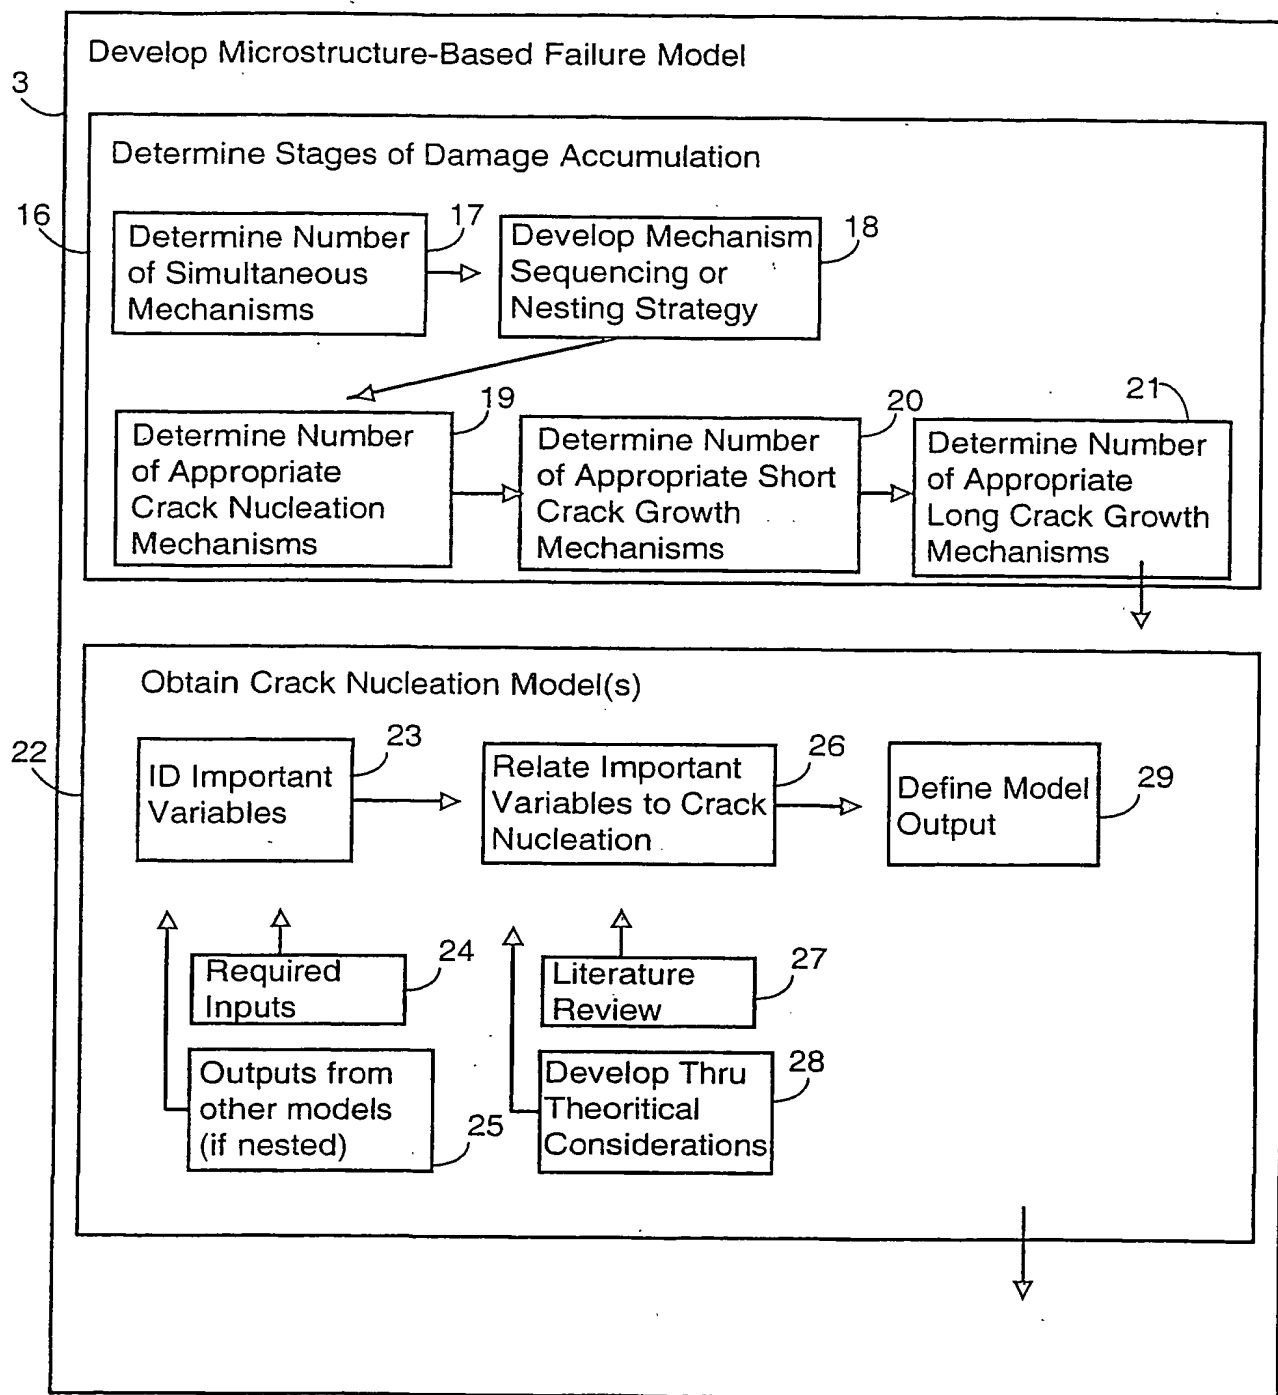 Develop Microstructure-Based Failure Model
3
Determine Stages of Damage Accumulation
16
17
18
Determine Number
of Simultaneous
Mechanisms
Develop Mechanism
Sequencing or
Nesting Strategy
19
20
21
Determine Number
of Appropriate
Crack Nucleation
Mechanisms
Determine Number
of Appropriate Short
Crack Growth
Mechanisms
Determine Number
of Appropriate
Long Crack Growth
Mechanisms
Obtain Crack Nucleation Model(s)
22
23
26
29
ID Important
Variables
Relate Important
Variables to Crack
Nucleation
Define Model
Output
24
27
Required
Inputs
Literature
Review
25
28
Outputs from
other models
(if nested)
Develop Thru
Theoritical
Considerations